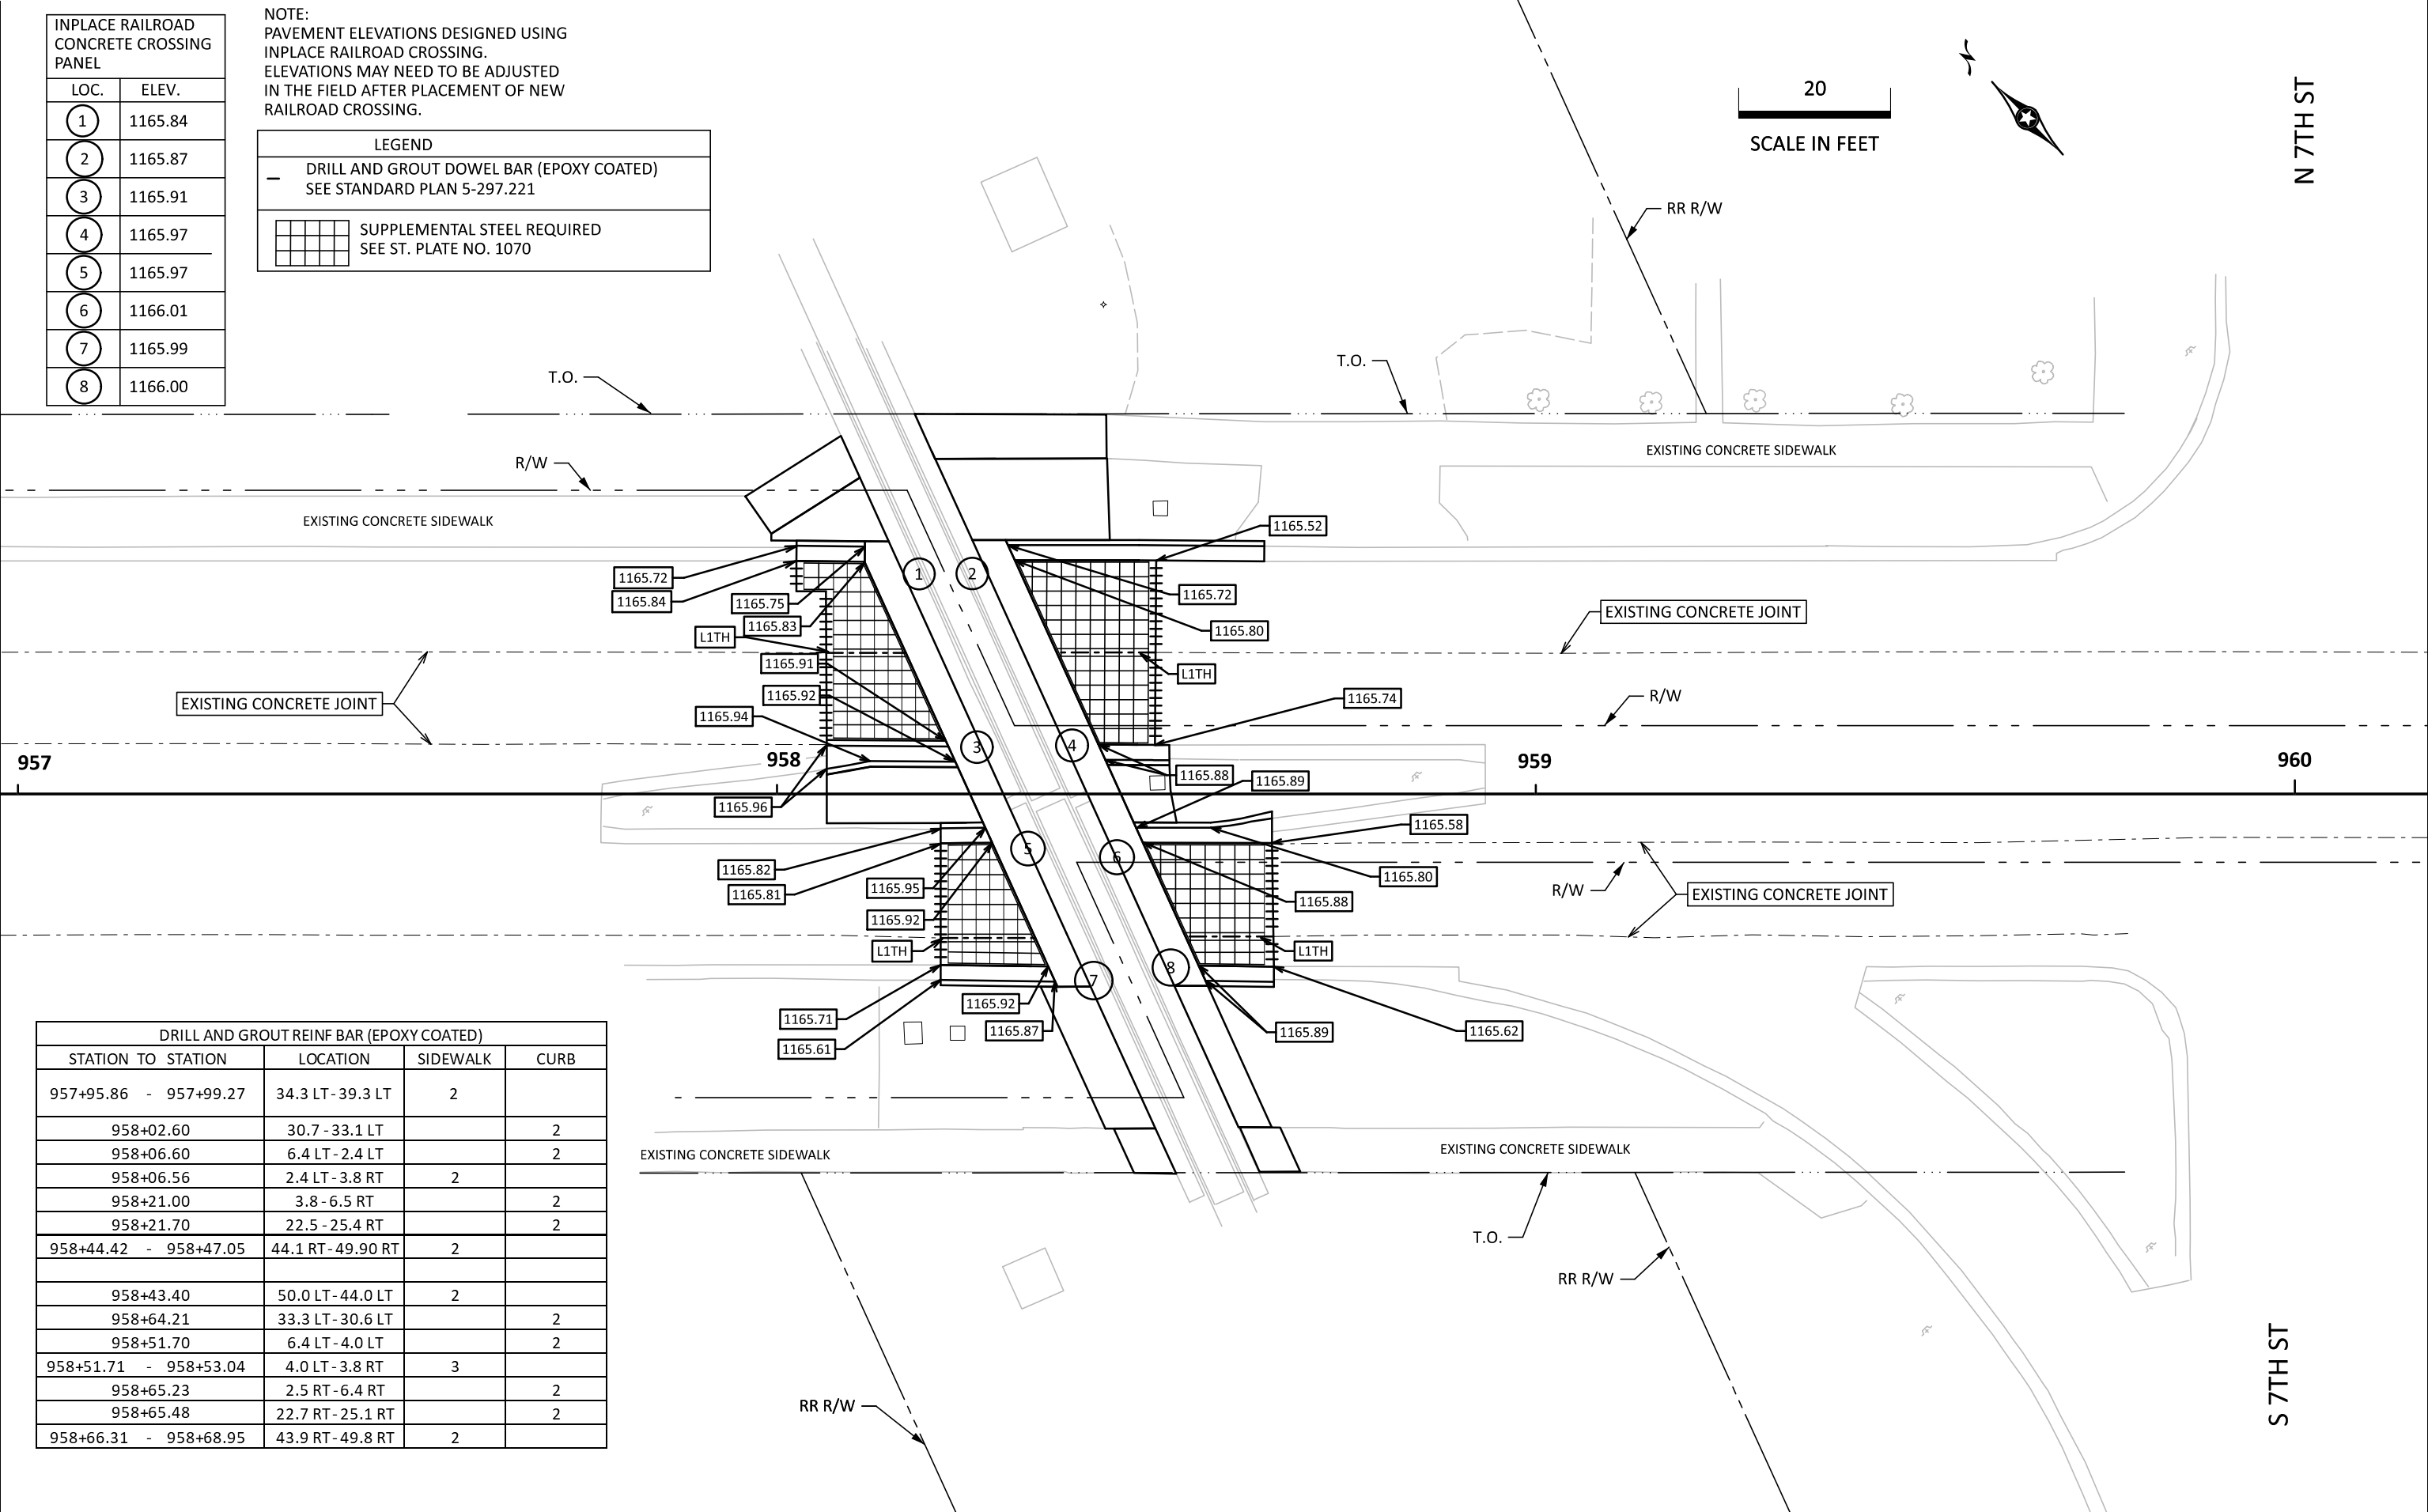 INPLACE RAILROAD
CONCRETE CROSSING
PANEL
LOC. ELEV.
1 1165.84
2 1165.87
3 1165.91
4 1165.97
5 1165.97
6 1166.01
7 1165.99
8 1166.00
NOTE:
PAVEMENT ELEVATIONS DESIGNED USING
INPLACE RAILROAD CROSSING.
ELEVATIONS MAY NEED TO BE ADJUSTED
IN THE FIELD AFTER PLACEMENT OF NEW
RAILROAD CROSSING.
LEGEND
DRILL AND GROUT DOWEL BAR (EPOXY COATED)
SEE STANDARD PLAN 5-297.221
SUPPLEMENTAL STEEL REQUIRED
SEE ST. PLATE NO. 1070
20
SCALE IN FEET
N 7TH ST
RR R/W
T.O.
T.O.
R/W
EXISTING CONCRETE SIDEWALK
EXISTING CONCRETE SIDEWALK
1165.52
1165.72
1165.84
1165.75
1165.83
L1TH
1165.91
1165.92
1165.94
1165.96
1
2
1165.72
1165.80
L1TH
EXISTING CONCRETE JOINT
EXISTING CONCRETE JOINT
R/W
1165.74
3
4
957
958
959
960
1165.88
1165.89
1165.58
5
6
1165.82
1165.81
1165.95
1165.92
L1TH
1165.80
1165.88
R/W
EXISTING CONCRETE JOINT
L1TH
7
8
1165.92
1165.71
1165.87
1165.61
1165.89
1165.62
EXISTING CONCRETE SIDEWALK
EXISTING CONCRETE SIDEWALK
T.O.
RR R/W
RR R/W
S 7TH ST
DRILL AND GROUT REINF BAR (EPOXY COATED)
STATION TO STATION LOCATION SIDEWALK CURB
957+95.86 - 957+99.27 34.3 LT-39.3 LT 2
958+02.60 30.7-33.1 LT 2
958+06.60 6.4 LT-2.4 LT 2
958+06.56 2.4 LT-3.8 RT 2
958+21.00 3.8-6.5 RT 2
958+21.70 22.5-25.4 RT 2
958+44.42 - 958+47.05 44.1 RT-49.90 RT 2
958+43.40 50.0 LT-44.0 LT 2
958+64.21 33.3 LT-30.6 LT 2
958+51.70 6.4 LT-4.0 LT 2
958+51.71 - 958+53.04 4.0 LT-3.8 RT 3
958+65.23 2.5 RT-6.4 RT 2
958+65.48 22.7 RT-25.1 RT 2
958+66.31 - 958+68.95 43.9 RT-49.8 RT 2